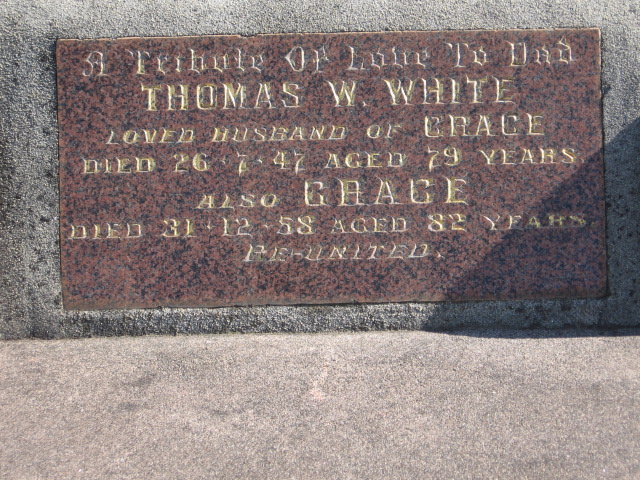 A Tribute Of Love To Dad
THOMAS W. WHITE
LOVED HUSBAND OF GRACE
DIED 26·7·47 AGED 79 YEARS
ALSO GRACE
DIED 31·12·58 AGED 82 YEARS
RE-UNITED.